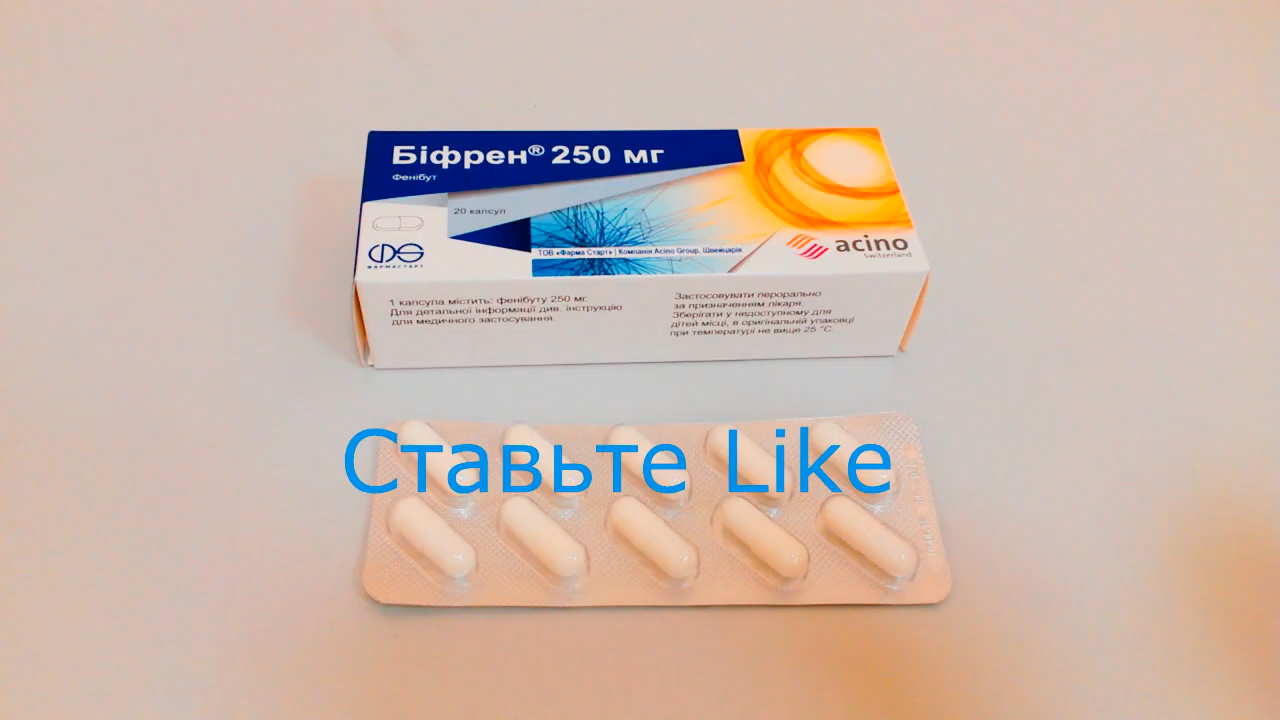 Біфрен® 250 мг
Фенібут
20 капсул
ТОВ «Фарма Старт» | Компанія Acino Group, Швейцарія
ФАРМАСТАРТ
acino
Switzerland
1 капсула містить: фенібуту 250 мг.
Для детальної інформації див. інструкцію
для медичного застосування.
Застосовувати перорально
за призначенням лікаря.
Зберігати у недоступному для
дітей місці, в оригінальній упаковці
при температурі не вище 25 °C.
Ставьте Like